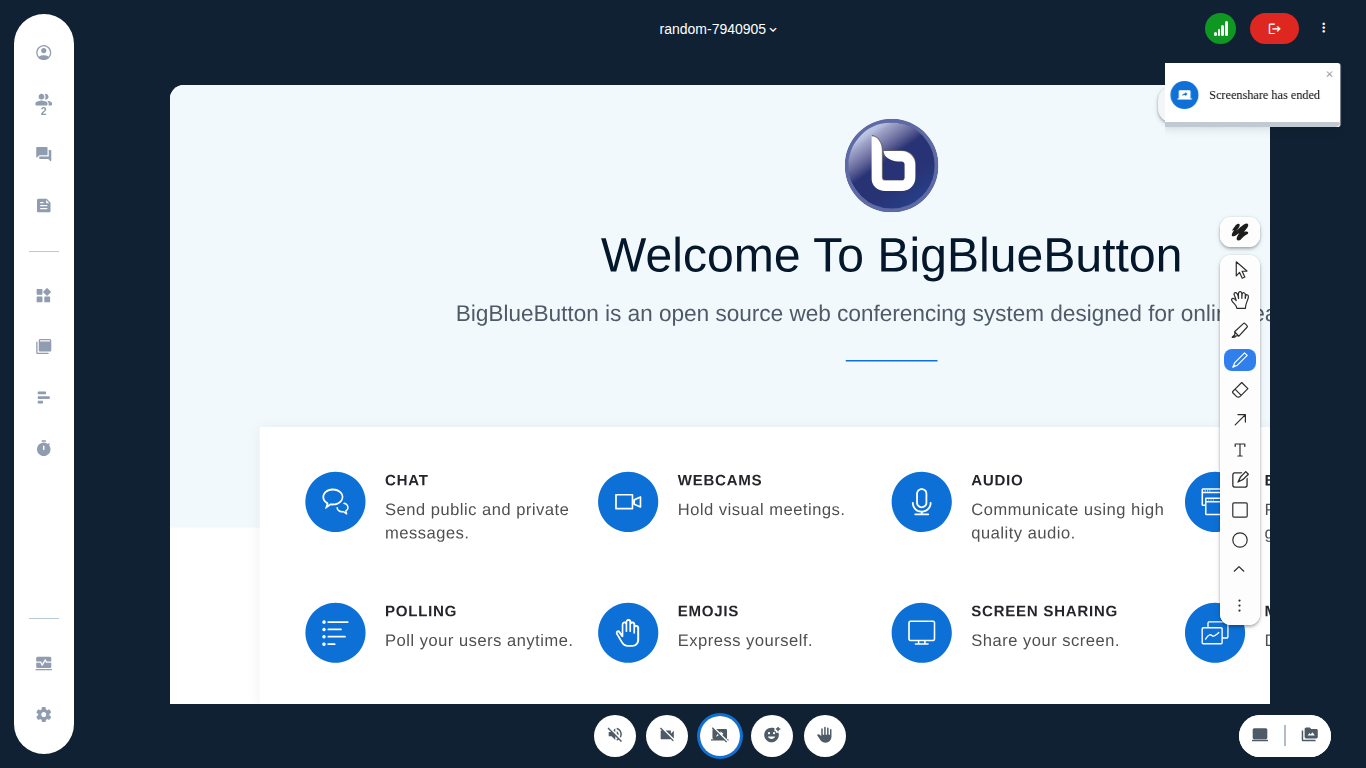 random-7940905
2
Screenshare has ended
Welcome To BigBlueButton
BigBlueButton is an open source web conferencing system designed for
CHAT
Send public and private
messages.
WEBCAMS
Hold visual meetings.
AUDIO
Communicate using high
quality audio.
POLLING
Poll your users anytime.
EMOJIS
Express yourself.
SCREEN SHARING
Share your screen.